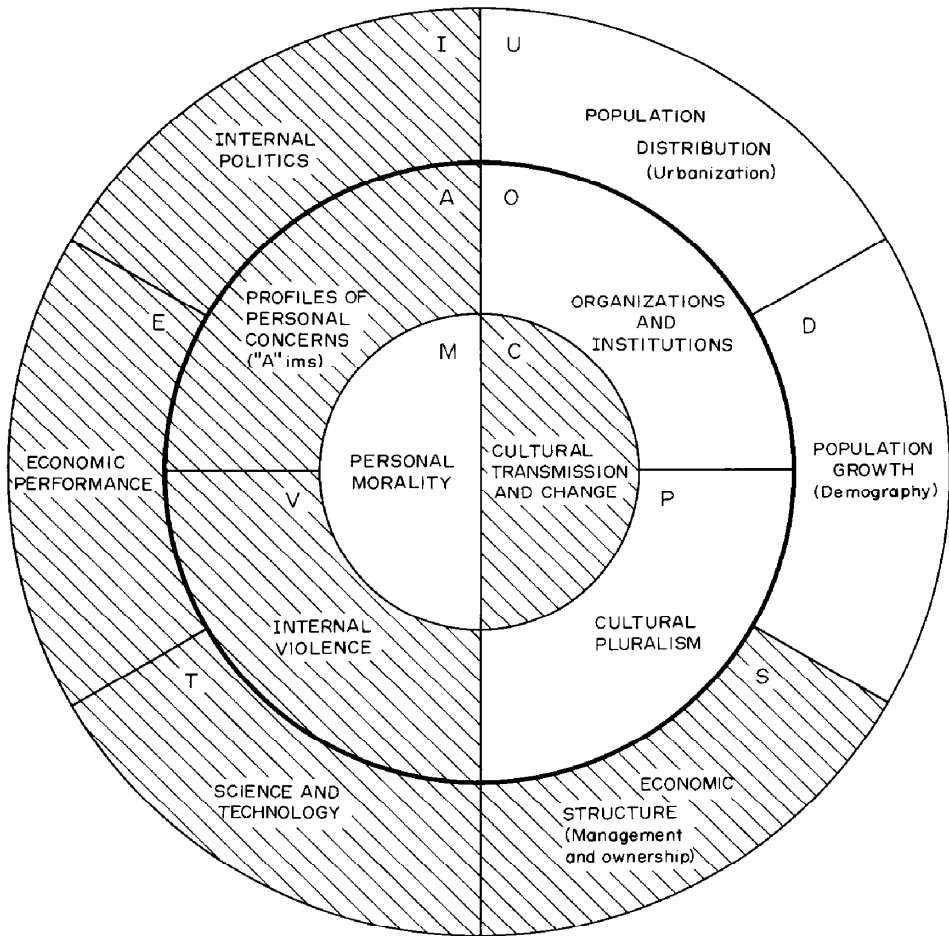 I
U
POPULATION
DISTRIBUTION
(Urbanization)
INTERNAL
POLITICS
A
O
E
PROFILES OF
PERSONAL
CONCERNS
("A" ims)
ORGANIZATIONS
AND
INSTITUTIONS
D
M
C
ECONOMIC
PERFORMANCE
PERSONAL
MORALITY
CULTURAL
TRANSMISSION
AND CHANGE
POPULATION
GROWTH
(Demography)
V
P
INTERNAL
VIOLENCE
CULTURAL
PLURALISM
T
S
SCIENCE AND
TECHNOLOGY
ECONOMIC
STRUCTURE
(Management
and ownership)